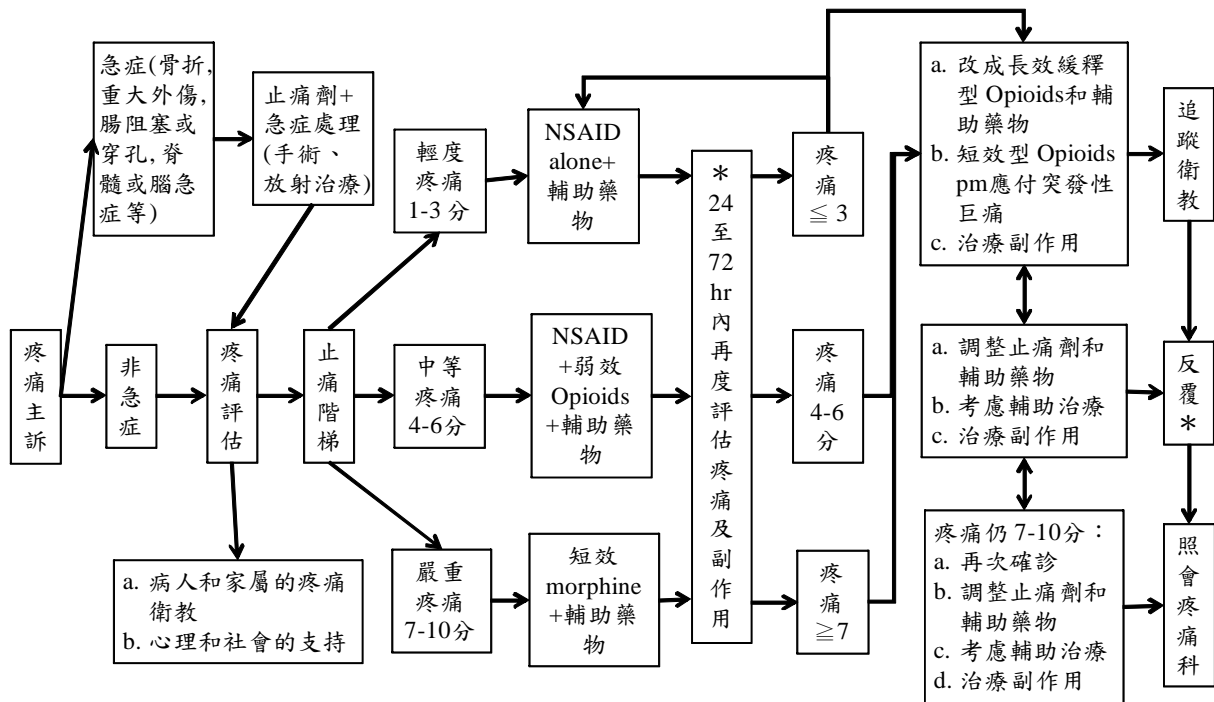 疼痛主訴
急症(骨折,
重大外傷,
腸阻塞或
穿孔,脊
髓或腦急
症等)
止痛劑+
急症處理
(手術、
放射治療)
非急症
疼痛評估
a. 病人和家屬的疼痛
衛教
b. 心理和社會的支持
止痛階梯
輕度
疼痛
1-3 分
NSAID
alone+
輔助藥
物
中等
疼痛
4-6分
NSAID
+弱效
Opioids
+輔助藥
物
嚴重
疼痛
7-10分
短效
morphine
+輔助藥
物
*
24
至
72
hr
內再度評估疼痛及副作用
疼
痛
≦ 3
疼
痛
4-6
分
疼
痛
≧7
a. 改成長效緩釋
型 Opioids和輔
助藥物
b. 短效型 Opioids
pm應付突發性
巨痛
c. 治療副作用
a. 調整止痛劑和
輔助藥物
b. 考慮輔助治療
c. 治療副作用
疼痛仍 7-10分：
a. 再次確診
b. 調整止痛劑和
輔助藥物
c. 考慮輔助治療
d. 治療副作用
追蹤衛教
反覆*
照會疼痛科